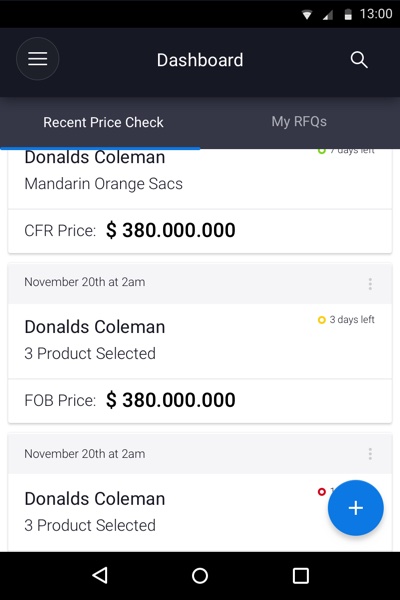 13:00
Dashboard
Recent Price Check
My RFQs
Donalds Coleman
7 days left
Mandarin Orange Sacs
CFR Price: $ 380.000.000
November 20th at 2am
Donalds Coleman
3 days left
3 Product Selected
FOB Price: $ 380.000.000
November 20th at 2am
Donalds Coleman
3 Product Selected